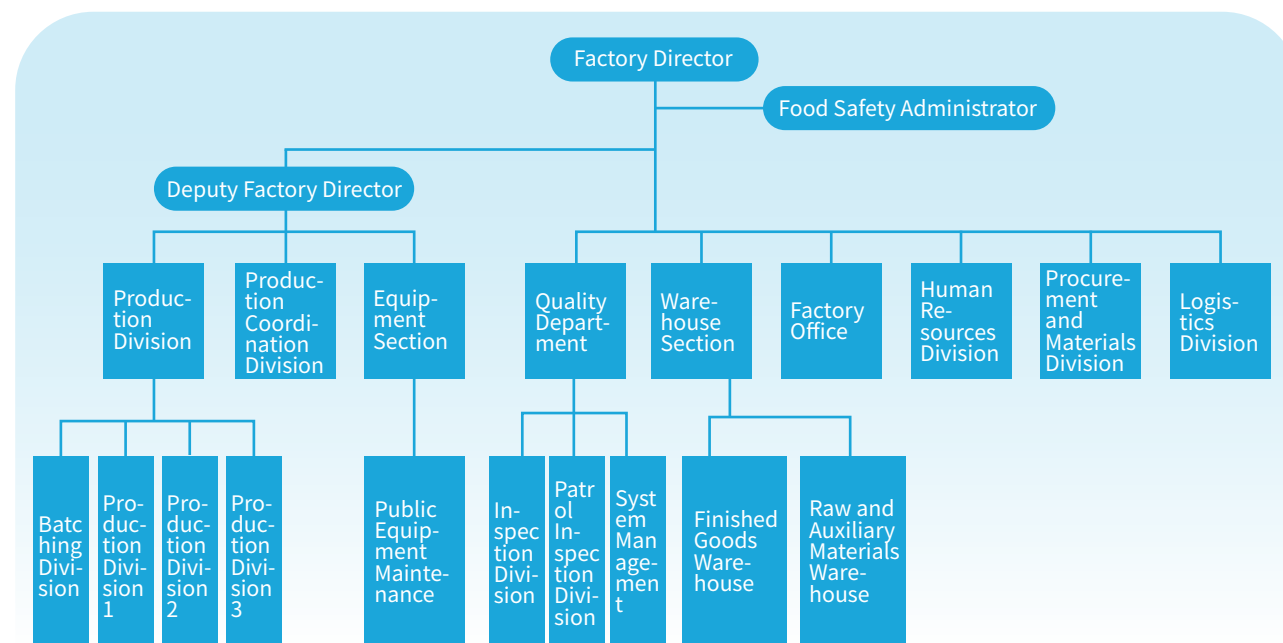 Factory Director
Food Safety Administrator
Deputy Factory Director
Produc-
tion
Division
Produc-
tion
Coordi-
nation
Division
Equip-
ment
Section
Quality
Depart-
ment
Ware-
house
Section
Factory
Office
Human
Re-
sources
Division
Procure-
ment
and
Materials
Division
Logis-
tics
Division
Batc
hing
Divi-
sion
Pro-
duc-
tion
Divi-
sion
1
Pro-
duc-
tion
Divi-
sion
2
Pro-
duc-
tion
Divi-
sion
3
Public
Equip-
ment
Mainte-
nance
In-
spec
tion
Divi-
sion
Patr
ol
In-
spec
tion
Divi-
sion
Syst
em
Man
age-
men
t
Finished
Goods
Ware-
house
Raw and
Auxiliary
Materials
Ware-
house